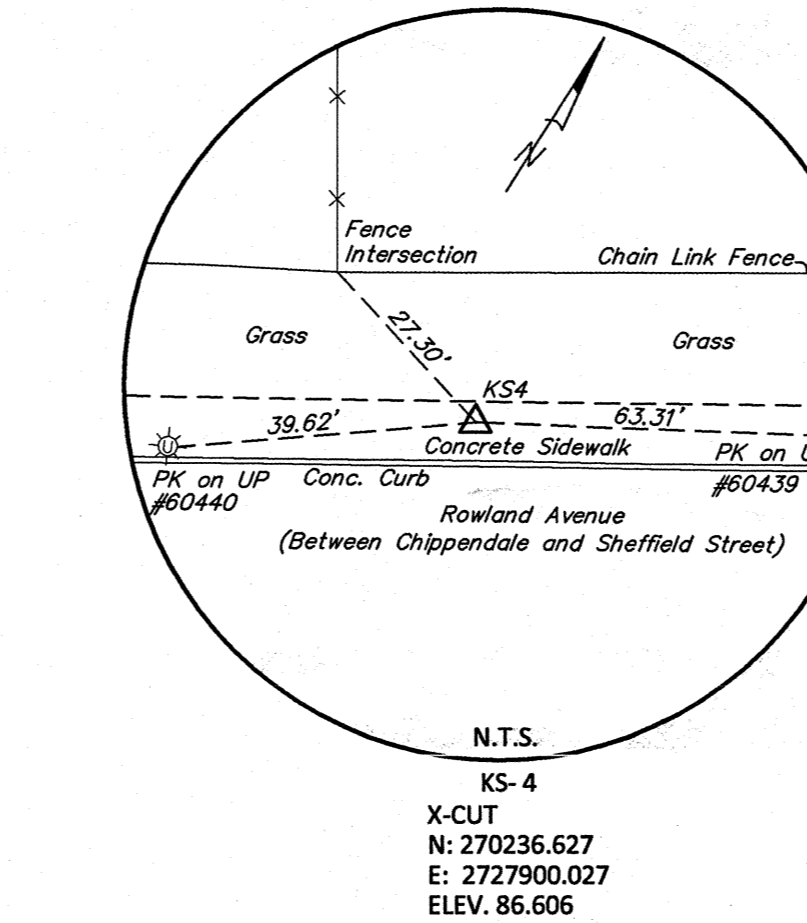 N
Fence
Intersection
Chain Link Fence
Grass
27.30'
Grass
KS4
39.62'
63.31'
U
Concrete Sidewalk
PK on U
PK on UP
#60440
Conc. Curb
#60439
Rowland Avenue
(Between Chippendale and Sheffield Street)
N.T.S.
KS- 4
X-CUT
N: 270236.627
E: 2727900.027
ELEV. 86.606